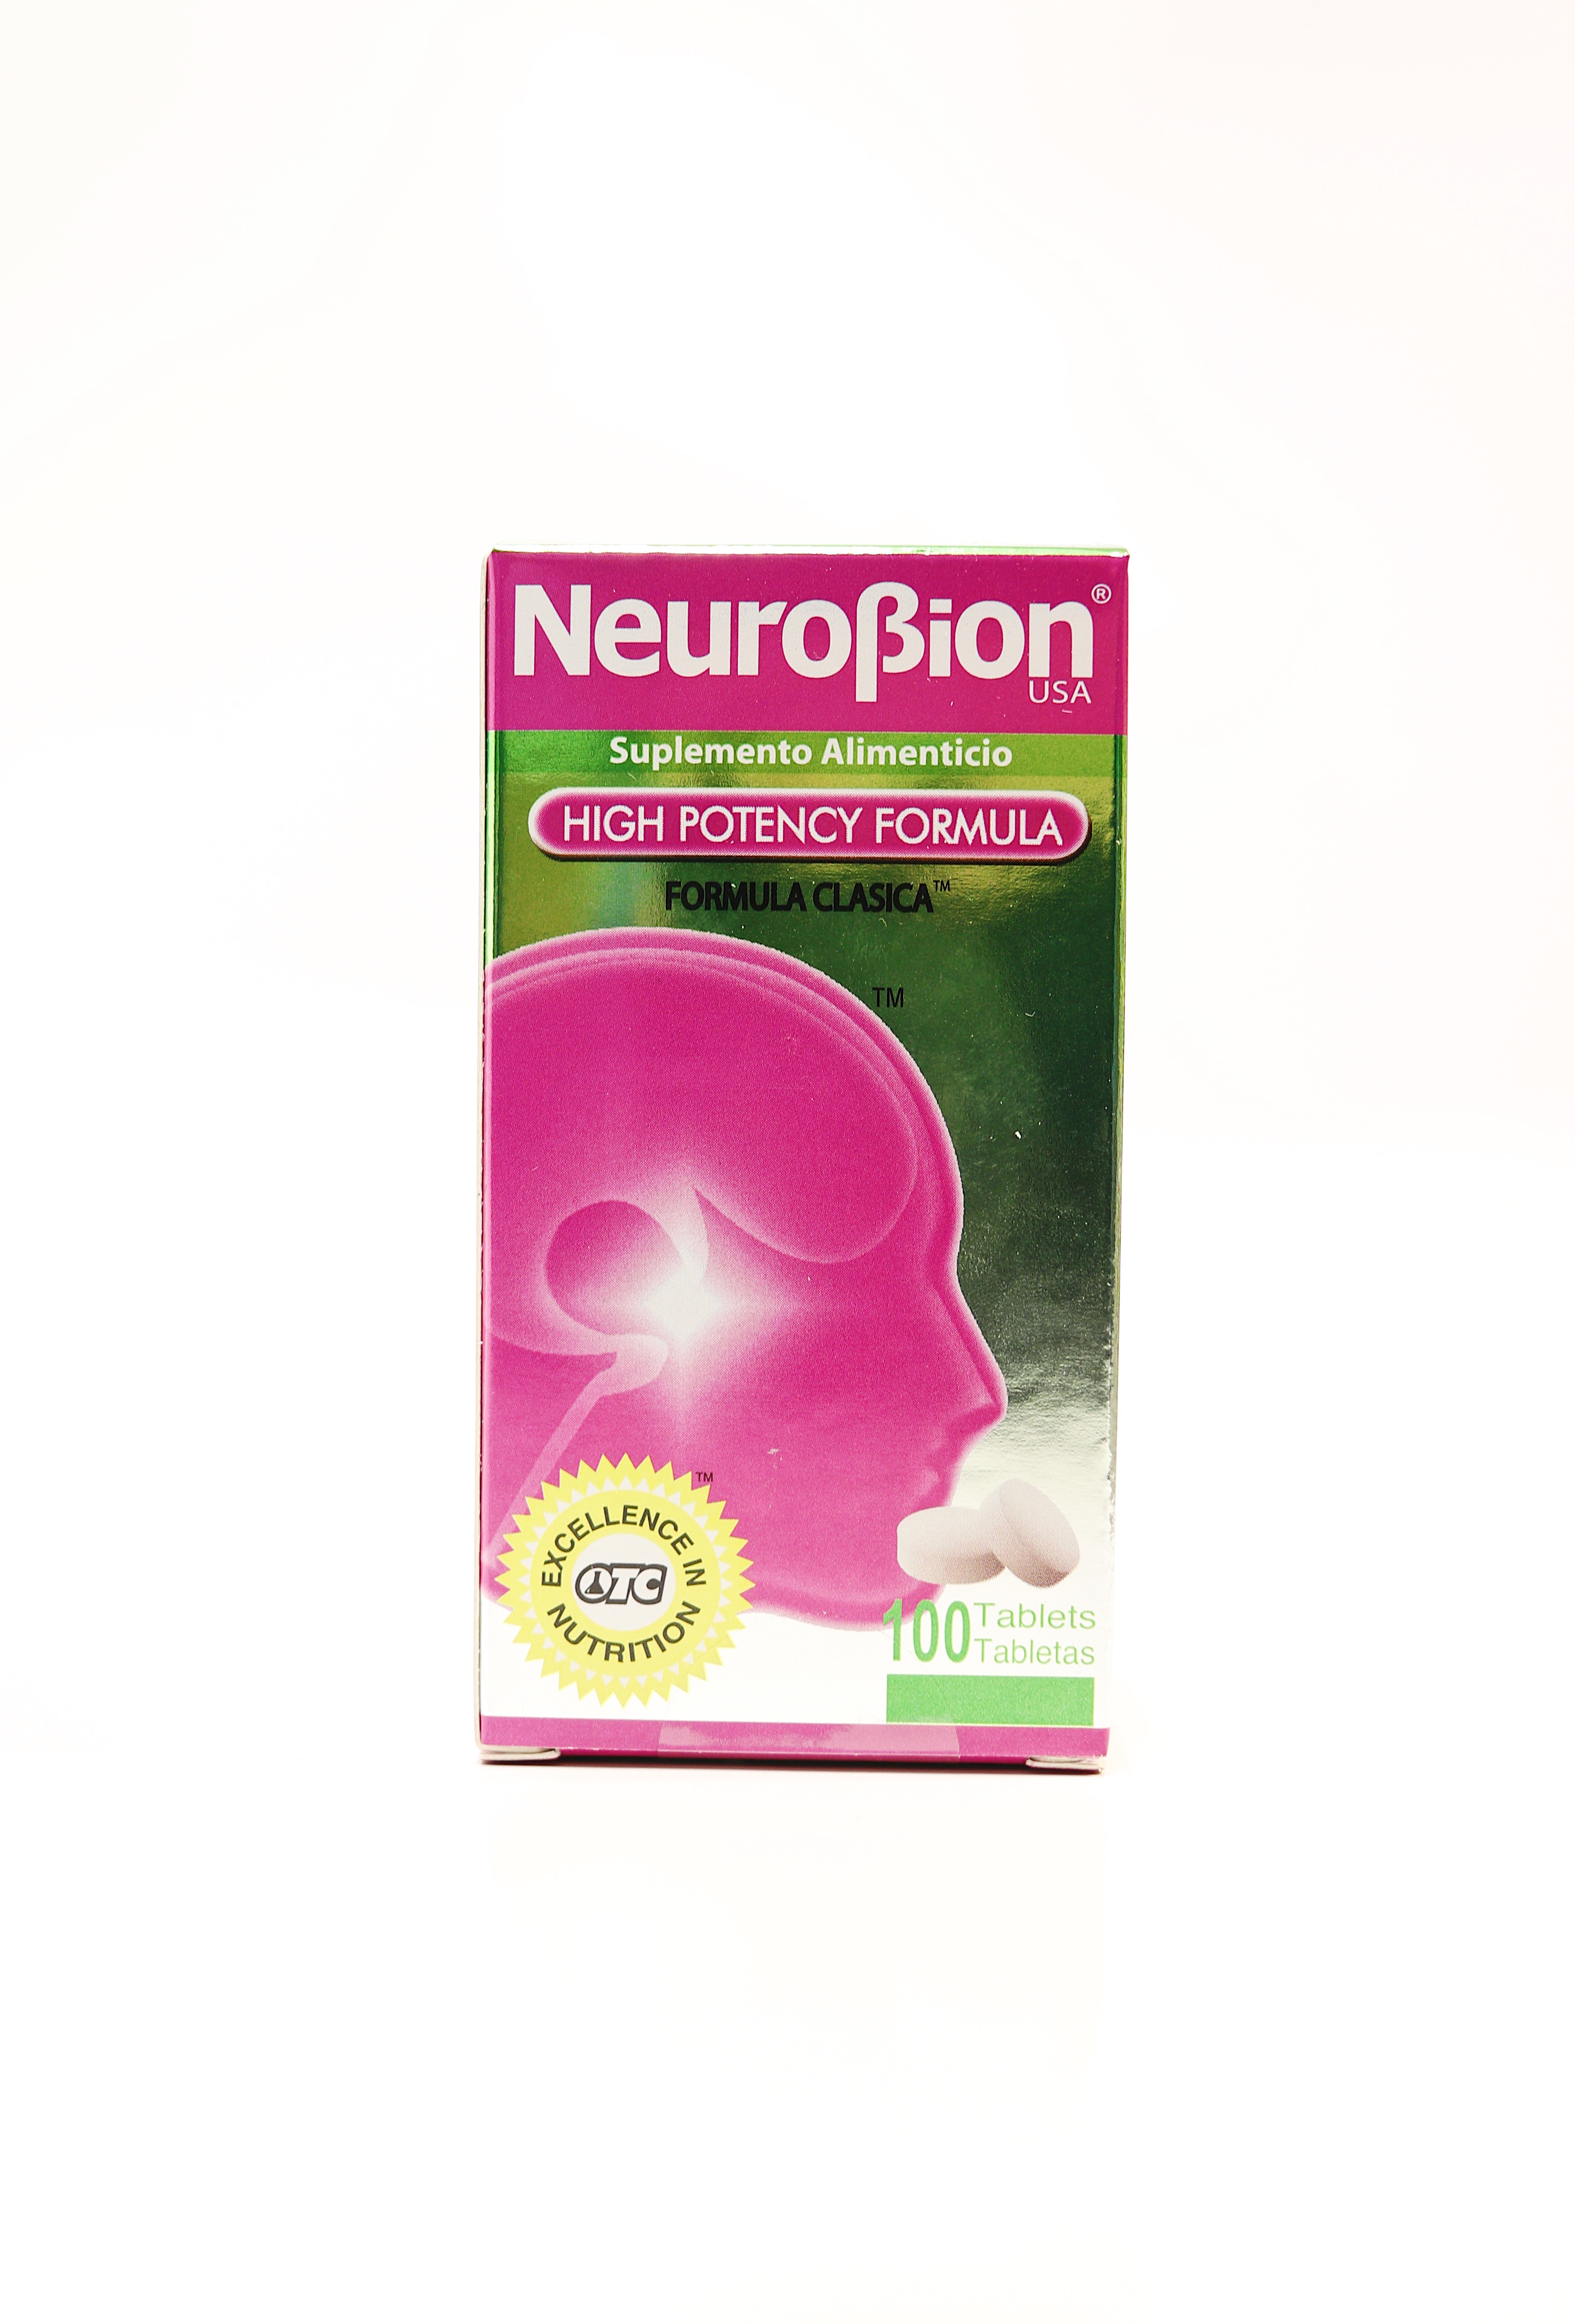 Neuroβion®
USA
Suplemento Alimenticio
HIGH POTENCY FORMULA
FORMULA CLASICA™
TM
TM
EXCELLENCE IN
OTC
NUTRITION
100 Tablets
Tabletas